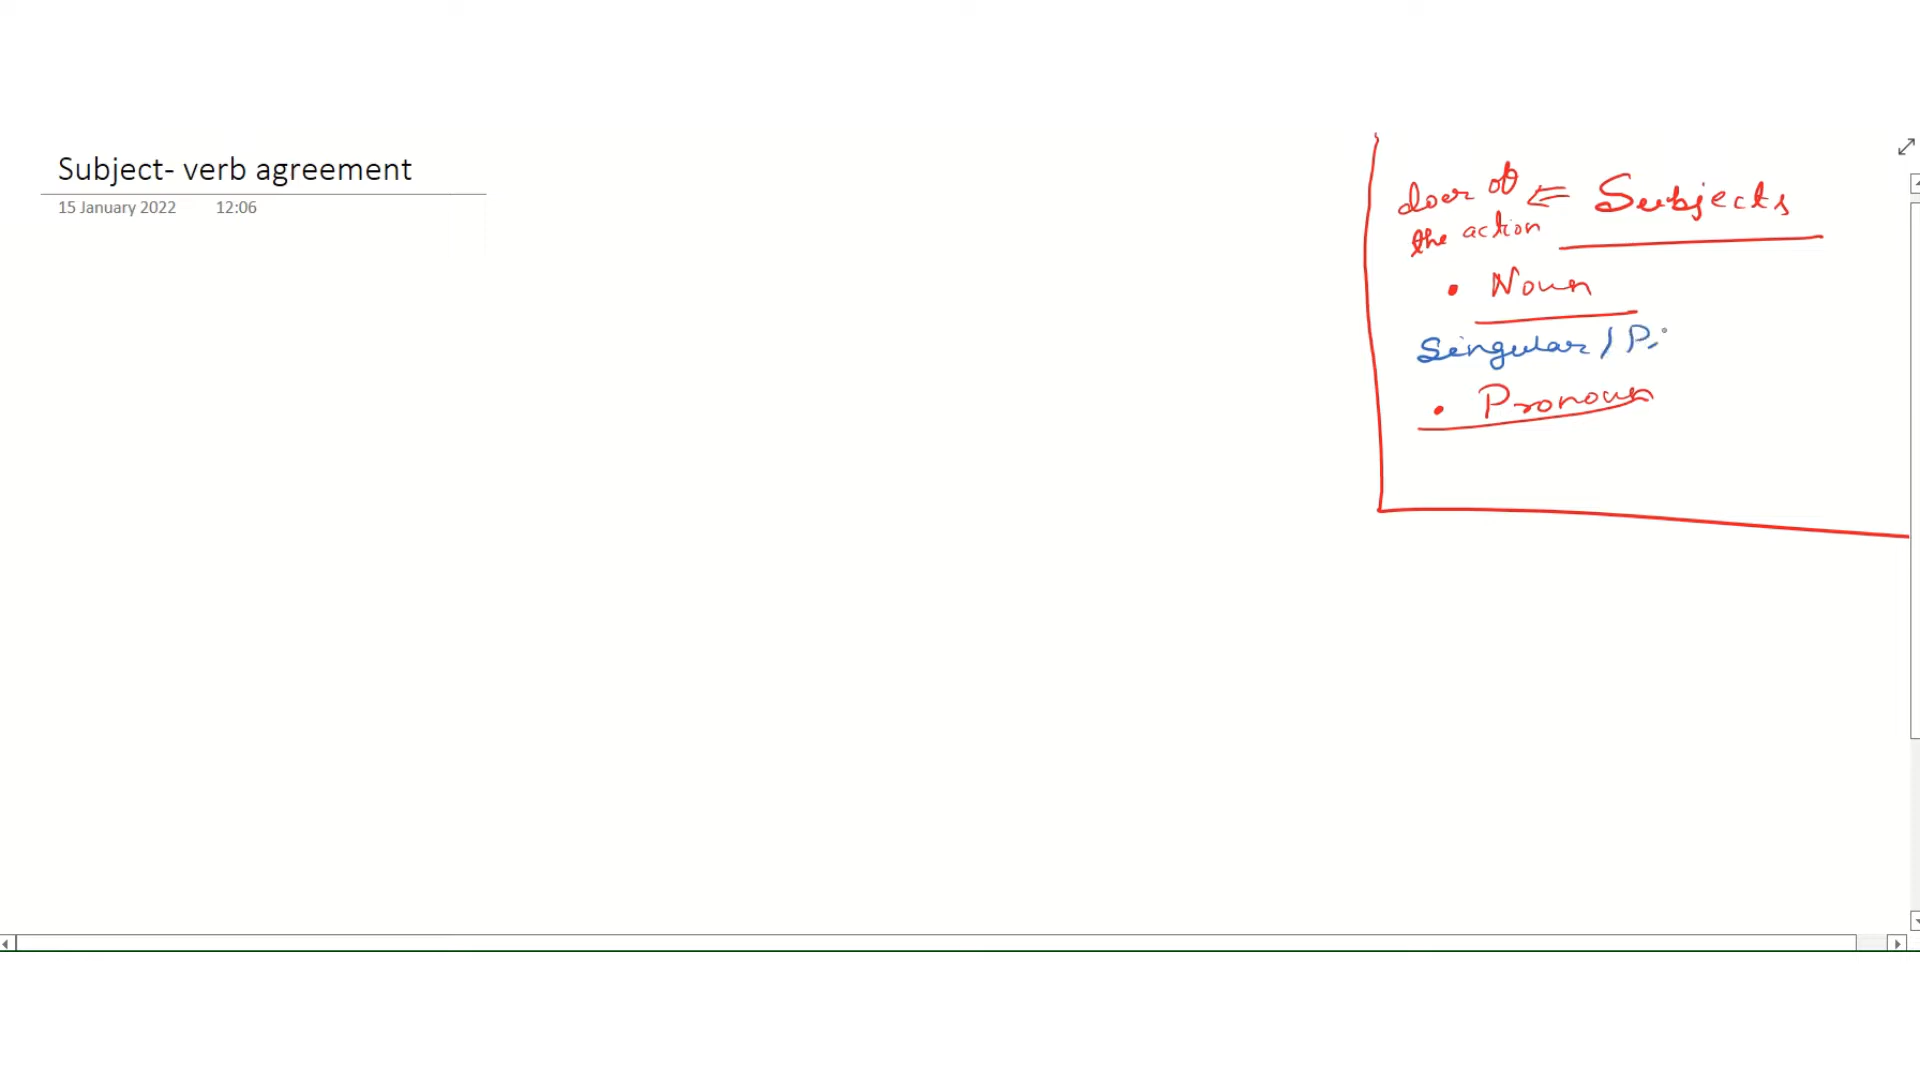 Subject- verb agreement
15 January 2022 12:06
doer of ⇐ Subjects
the action
• Noun
Singular / P
• Pronoun